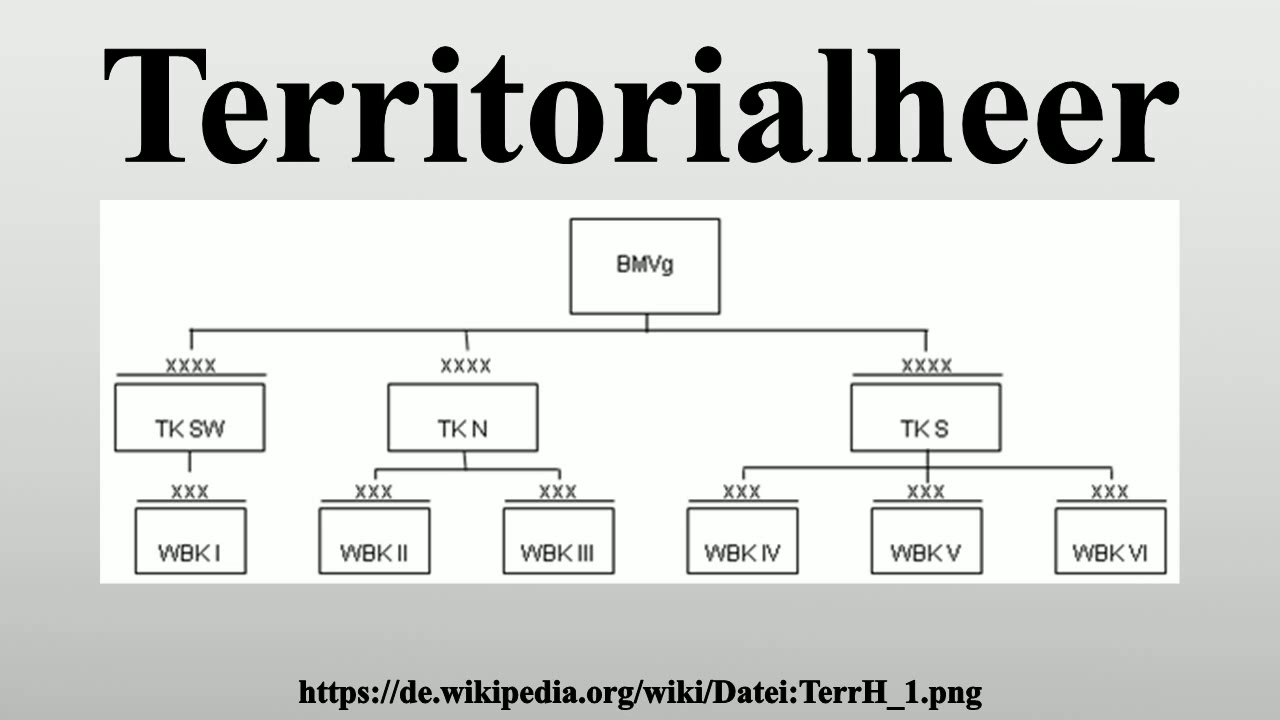 Territorialheer
BMVg
XXXX XXXX XXXX
TK SW TK N TK S
XXX XXX XXX XXX XXX XXX
WBK I WBK II WBK III WBK IV WBK V WBK VI
https://de.wikipedia.org/wiki/Datei:TerrH_1.png